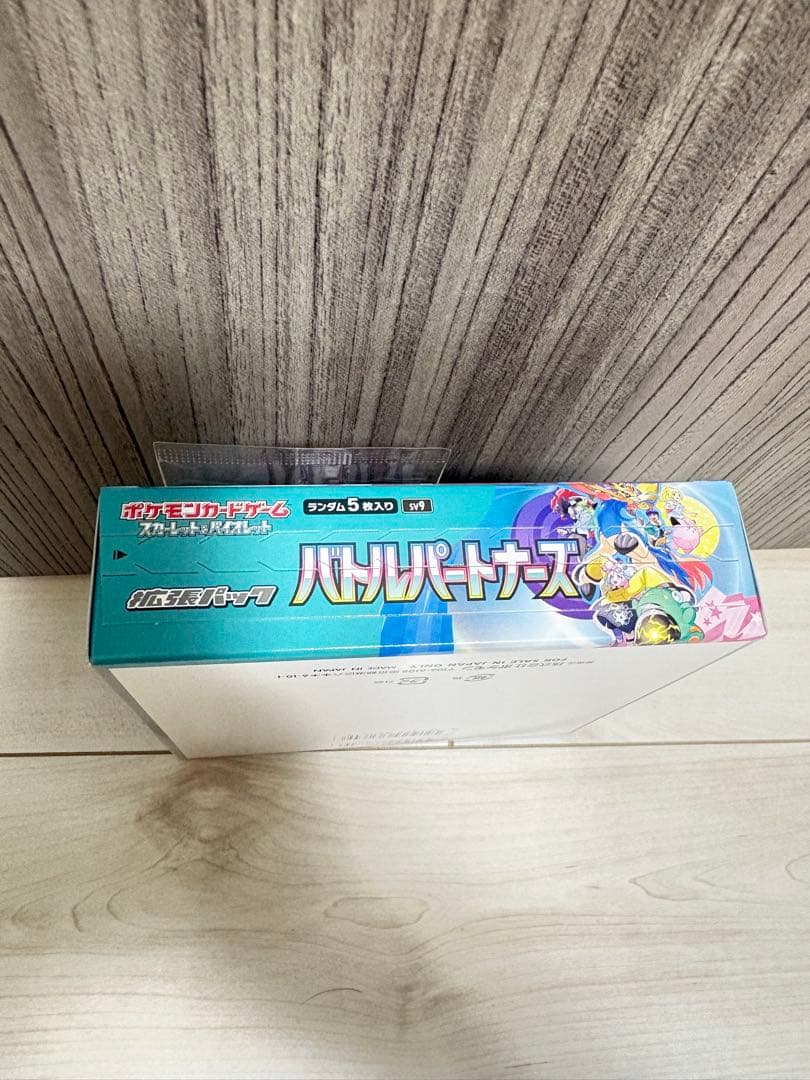 ポケモンカードゲーム
スカーレット&バイオレット
ランダム5枚入り SV9
拡張パック
バトルパートナーズ
FOR SALE IN JAPAN ONLY MADE IN JAPAN